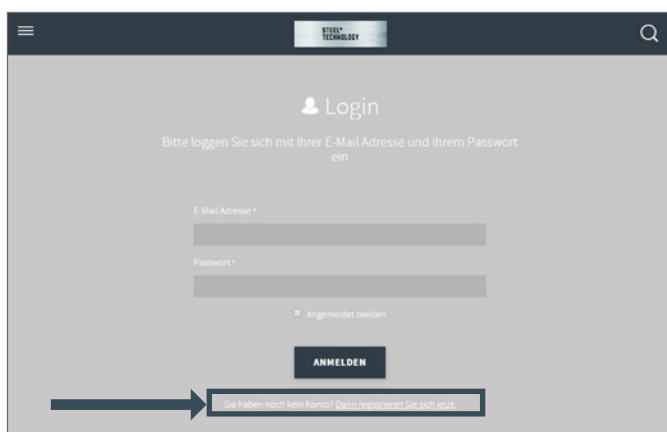 STEEL+
TECHNOLOGY
Login
Bitte loggen Sie sich mit Ihrer E-Mail Adresse und Ihrem Passwort
ein
E-Mail Adresse *
Passwort *
Angemeldet bleiben
ANMELDEN
Sie haben noch kein Konto? Dann registrieren Sie sich jetzt.